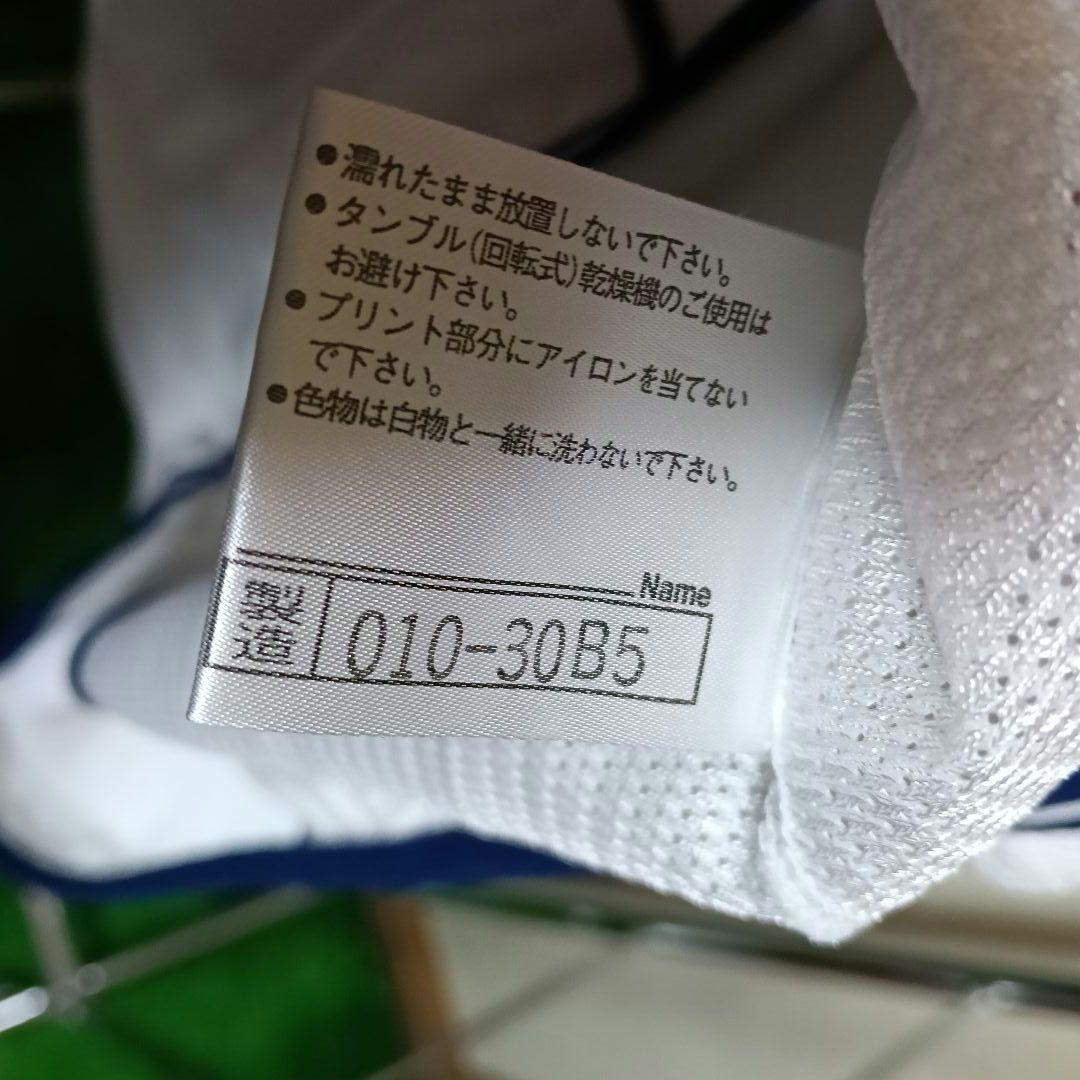 ●濡れたまま放置しないで下さい。
●タンブル(回転式)乾燥機のご使用は
お避け下さい。
●プリント部分にアイロンを当てない
で下さい。
●色物は白物と一緒に洗わないで下さい。
Name
製造 010-30B5